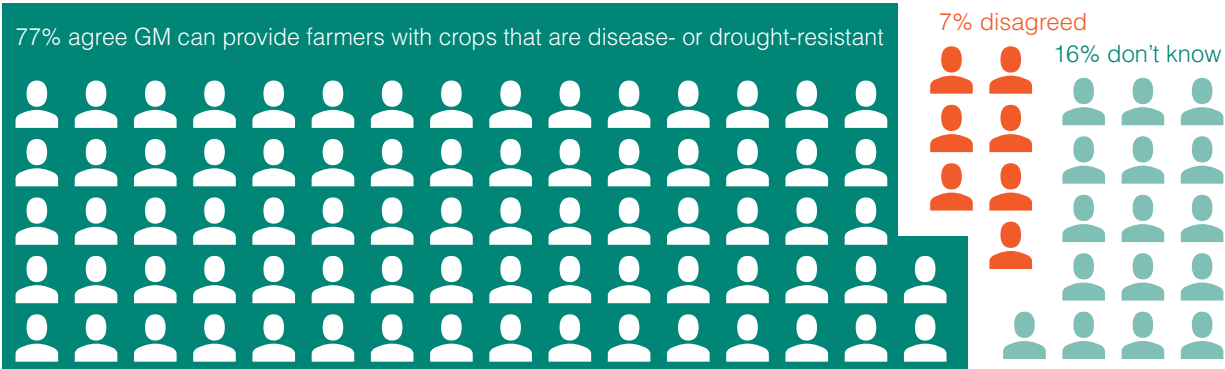 77% agree GM can provide farmers with crops that are disease- or drought-resistant
7% disagreed
16% don't know